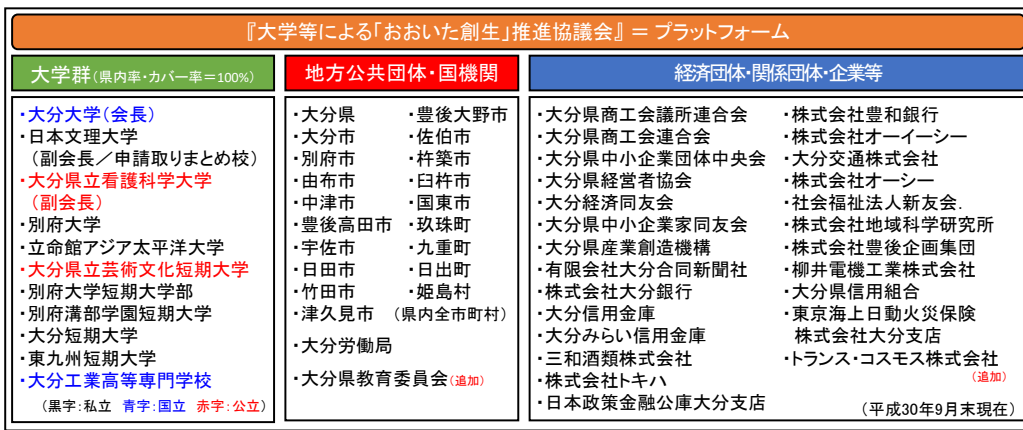 『大学等による「おおいた創生」推進協議会』 = プラットフォーム
大学群(県内率・カバー率=100%)
・大分大学(会長)
・日本文理大学
(副会長/申請取りまとめ校)
・大分県立看護科学大学
(副会長)
・別府大学
・立命館アジア太平洋大学
・大分県立芸術文化短期大学
・別府大学短期大学部
・別府溝部学園短期大学
・大分短期大学
・東九州短期大学
・大分工業高等専門学校
(黒字:私立 青字:国立 赤字:公立)
地方公共団体・国機関
・大分県 ・豊後大野市
・大分市 ・佐伯市
・別府市 ・杵築市
・由布市 ・臼杵市
・中津市 ・国東市
・豊後高田市 ・玖珠町
・宇佐市 ・九重町
・日田市 ・日出町
・竹田市 ・姫島村
・津久見市 (県内全市町村)
・大分労働局
・大分県教育委員会(追加)
経済団体・関係団体・企業等
・大分県商工会議所連合会
・大分県商工会連合会
・大分県中小企業団体中央会
・大分県経営者協会
・大分経済同友会
・大分県中小企業家同友会
・大分県産業創造機構
・有限会社大分合同新聞社
・株式会社大分銀行
・大分信用金庫
・大分みらい信用金庫
・三和酒類株式会社
・株式会社トキハ
・日本政策金融公庫大分支店
・株式会社豊和銀行
・株式会社オーイーシー
・大分交通株式会社
・株式会社オーシー
・社会福祉法人新友会.
・株式会社地域科学研究所
・株式会社豊後企画集団
・柳井電機工業株式会社
・大分県信用組合
・東京海上日動火災保険
株式会社大分支店
・トランス・コスモス株式会社
(追加)
(平成30年9月末現在)